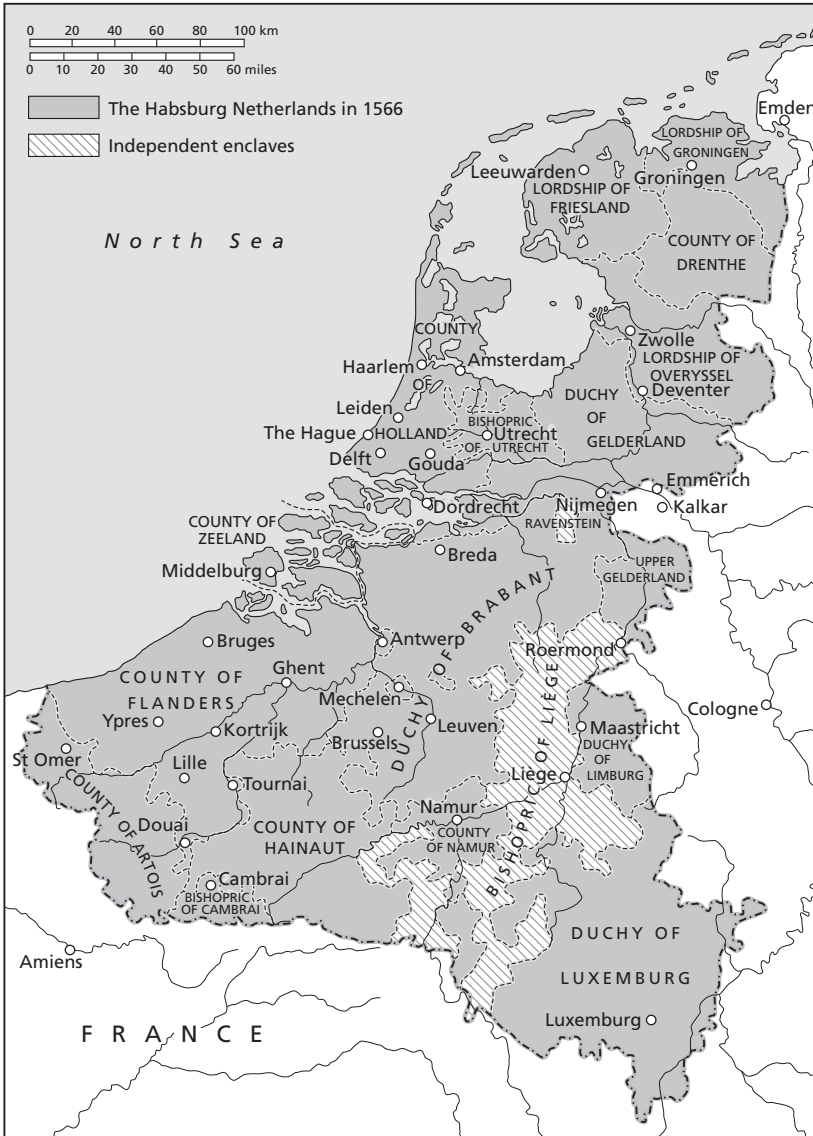 0 20 40 60 80 100 km
0 10 20 30 40 50 60 miles
The Habsburg Netherlands in 1566
Independent enclaves
Emden
LORDSHIP OF
GRONINGEN
Groningen
Leeuwarden
LORDSHIP OF
FRIESLAND
North Sea
COUNTY OF
DRENTHE
COUNTY
OF
HOLLAND
Zwolle
LORDSHIP OF
OVERYSSEL
Deventer
Haarlem
Amsterdam
DUCHY
OF
GELDERLAND
Leiden
BISHOPRIC
OF UTRECHT
Utrecht
The Hague
Delft
Gouda
Emmerich
Dordrecht
Nijmegen
Kalkar
RAVENSTEIN
COUNTY OF
ZEELAND
Breda
UPPER
GELDERLAND
Middelburg
DUCHY OF BRABANT
Bruges
Antwerp
Roermond
COUNTY OF
FLANDERS
Ghent
Mechelen
BISHOPRIC OF LIÈGE
Cologne
Ypres
Kortrijk
Brussels
Leuven
Maastricht
DUCHY
OF
LIMBURG
St Omer
Lille
Tournai
Liège
COUNTY OF ARTOIS
Namur
COUNTY
OF NAMUR
Douai
COUNTY OF
HAINAUT
Cambrai
BISHOPRIC
OF CAMBRAI
DUCHY OF
LUXEMBURG
Amiens
Luxemburg
FRANCE